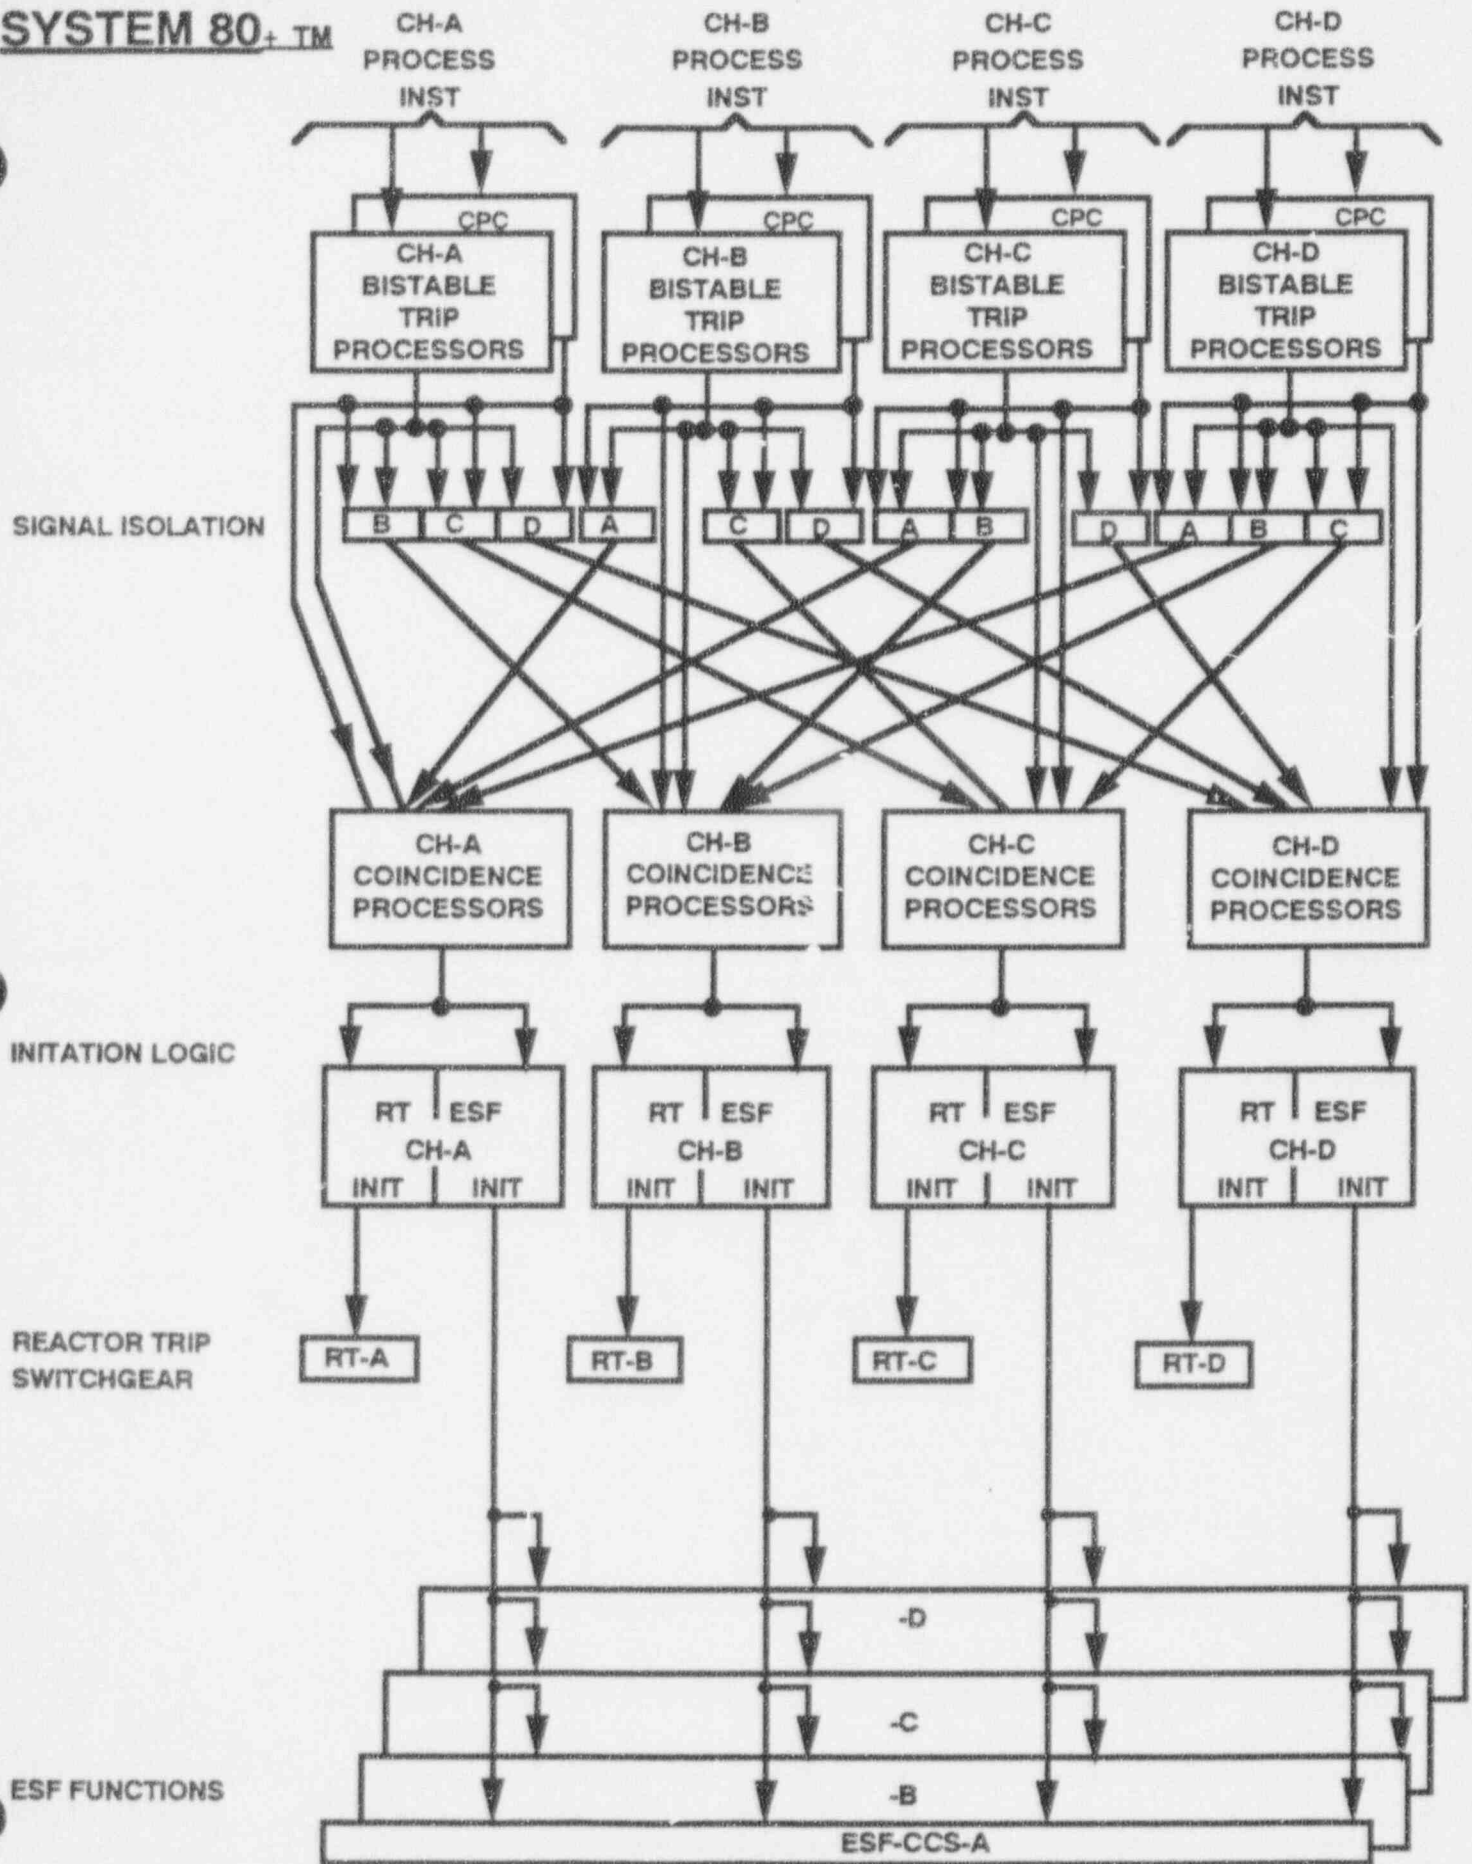 SYSTEM 80+ TM
CH-A
PROCESS
INST
CH-B
PROCESS
INST
CH-C
PROCESS
INST
CH-D
PROCESS
INST
CPC
CH-A
BISTABLE
TRIP
PROCESSORS
CPC
CH-B
BISTABLE
TRIP
PROCESSORS
CPC
CH-C
BISTABLE
TRIP
PROCESSORS
CPC
CH-D
BISTABLE
TRIP
PROCESSORS
SIGNAL ISOLATION
B C D A C D A B D A B C
CH-A
COINCIDENCE
PROCESSORS
CH-B
COINCIDENCE
PROCESSORS
CH-C
COINCIDENCE
PROCESSORS
CH-D
COINCIDENCE
PROCESSORS
INITATION LOGIC
RT ESF
CH-A
INIT INIT
RT ESF
CH-B
INIT INIT
RT ESF
CH-C
INIT INIT
RT ESF
CH-D
INIT INIT
REACTOR TRIP
SWITCHGEAR
RT-A
RT-B
RT-C
RT-D
-D
-C
ESF FUNCTIONS
-B
ESF-CCS-A